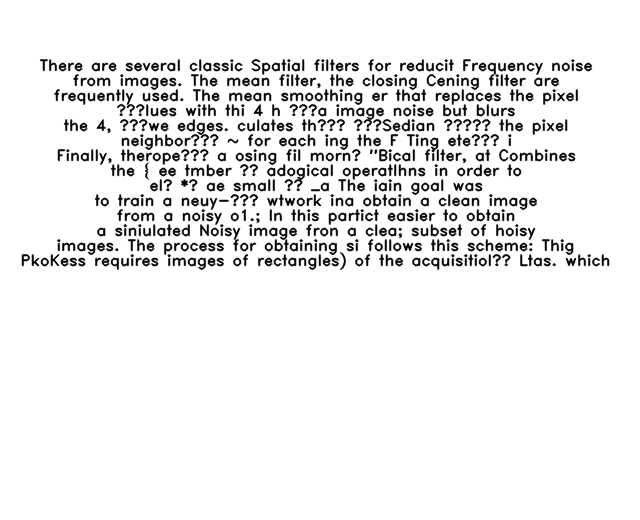 There are several classic Spatial filters for reducit Frequency noise
from images. The mean filter, the closing Cening filter are
frequently used. The mean smoothing er that replaces the pixel
???lues with thi 4 h ???a image noise but blurs
the 4, ???we edges. culates th??? ???Sedian ????? the pixel
neighbor??? ~ for each ing the F Ting ete??? i
Finally, therope??? a osing fil morn? "Bical filter, at Combines
the { ee tmber ?? adogical operatlhns in order to
el? *? ae small ?? _a The iain goal was
to train a neuy-??? wtwork ina obtain a clean image
from a noisy o1.; In this partict easier to obtain
a siniulated Noisy image fron a clea; subset of hoisy
images. The process for obtaining si follows this scheme: Thig
PkoKess requires images of rectangles) of the acquisitiol?? Ltas. which